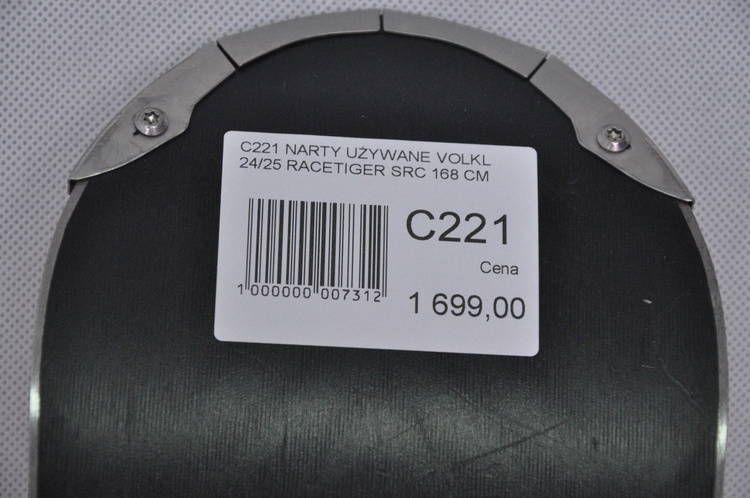 C221 NARTY UŻYWANE VOLKL
24/25 RACETIGER SRC 168 CM
C221
Cena
1 699,00
1 000000 007312